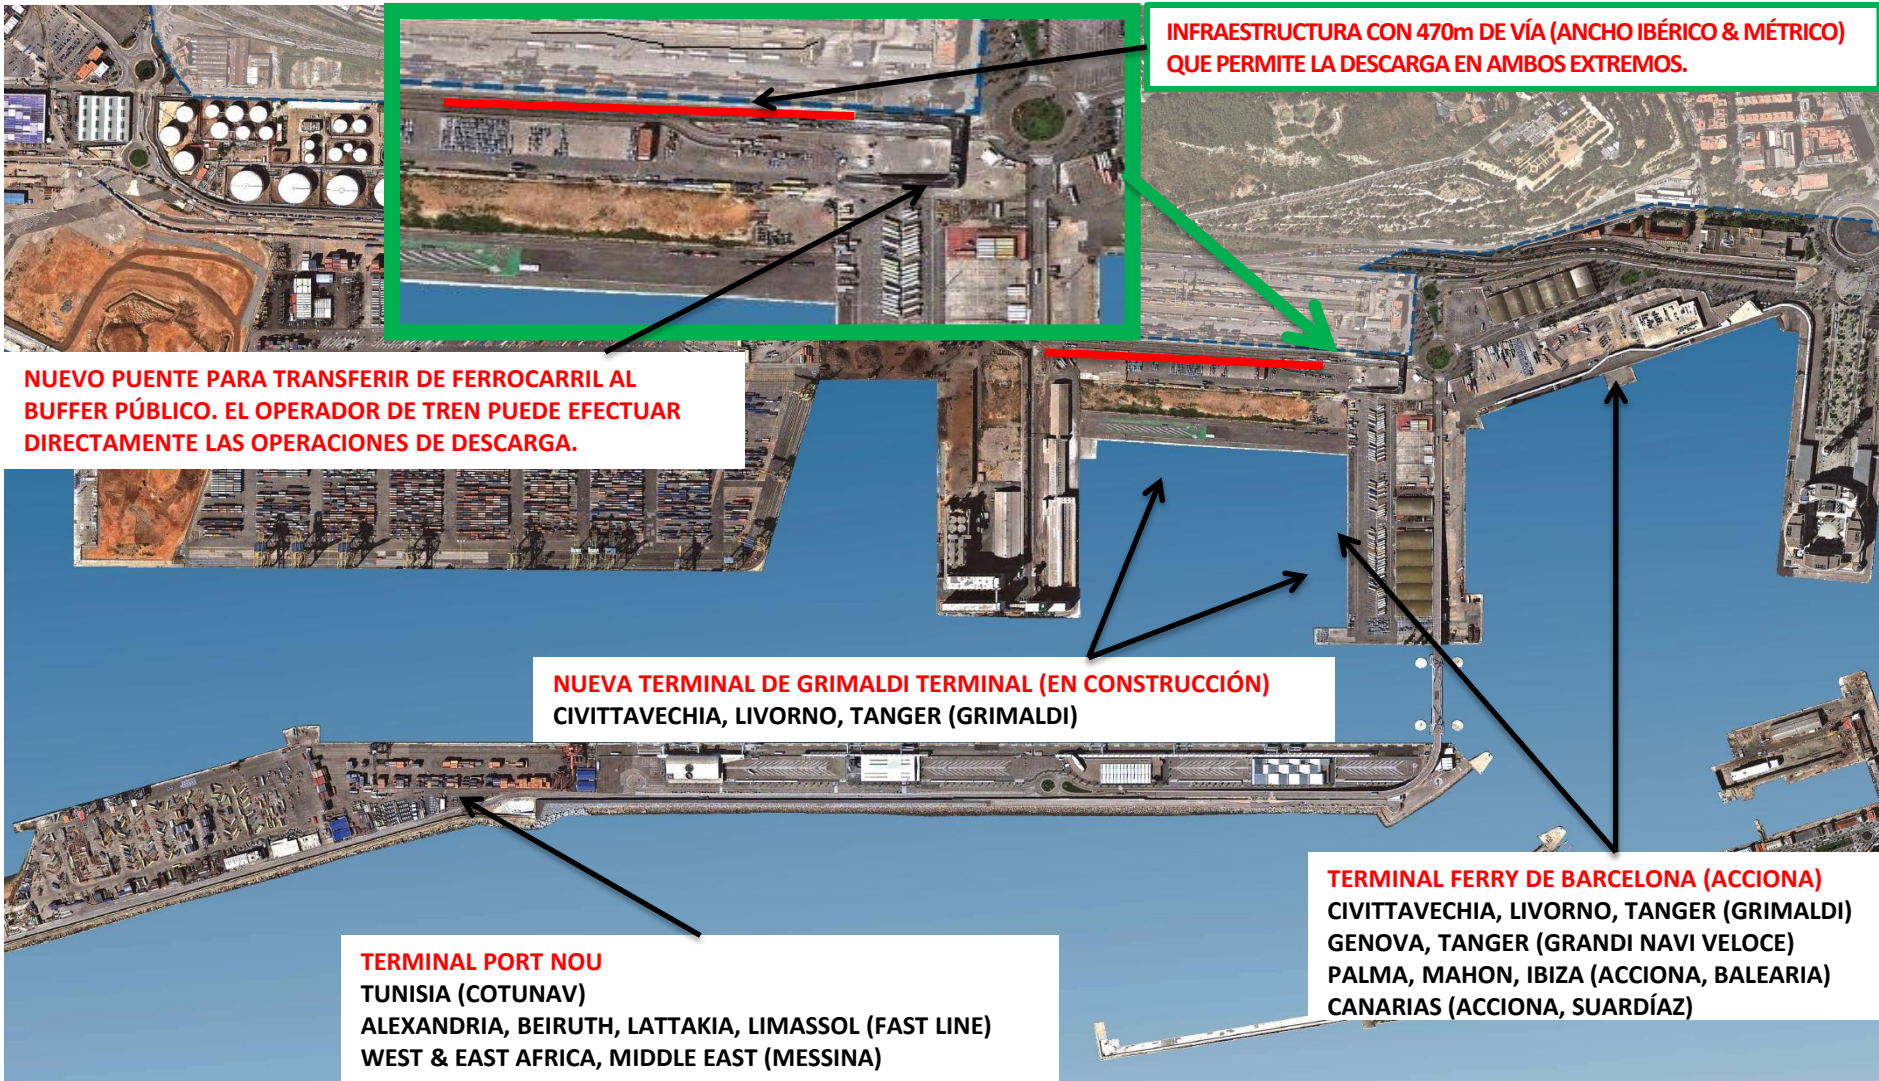 INFRAESTRUCTURA CON 470m DE VÍA (ANCHO IBÉRICO & MÉTRICO)
QUE PERMITE LA DESCARGA EN AMBOS EXTREMOS.
NUEVO PUENTE PARA TRANSFERIR DE FERROCARRIL AL
BUFFER PÚBLICO. EL OPERADOR DE TREN PUEDE EFECTUAR
DIRECTAMENTE LAS OPERACIONES DE DESCARGA.
NUEVA TERMINAL DE GRIMALDI TERMINAL (EN CONSTRUCCIÓN)
CIVITTAVECHIA, LIVORNO, TANGER (GRIMALDI)
TERMINAL FERRY DE BARCELONA (ACCIONA)
CIVITTAVECHIA, LIVORNO, TANGER (GRIMALDI)
GENOVA, TANGER (GRANDI NAVI VELOCE)
PALMA, MAHON, IBIZA (ACCIONA, BALEARIA)
CANARIAS (ACCIONA, SUARDÍAZ)
TERMINAL PORT NOU
TUNISIA (COTUNAV)
ALEXANDRIA, BEIRUTH, LATTAKIA, LIMASSOL (FAST LINE)
WEST & EAST AFRICA, MIDDLE EAST (MESSINA)